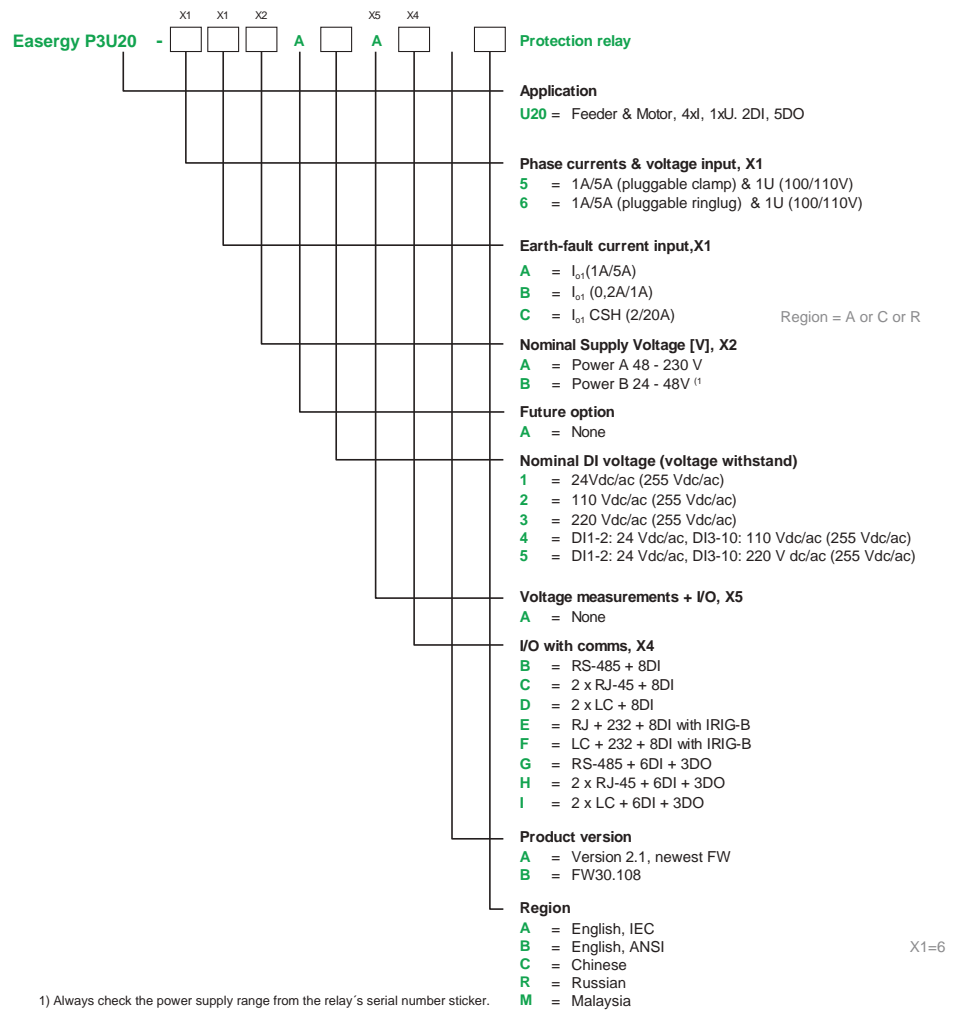 X1 X1 X2 X5 X4
Easergy P3U20 - A A Protection relay
Application
U20 = Feeder & Motor, 4xI, 1xU. 2DI, 5DO
Phase currents & voltage input, X1
5 = 1A/5A (pluggable clamp) & 1U (100/110V)
6 = 1A/5A (pluggable ringlug) & 1U (100/110V)
Earth-fault current input,X1
A = Io1(1A/5A)
B = Io1 (0,2A/1A)
C = Io1 CSH (2/20A) Region = A or C or R
Nominal Supply Voltage [V], X2
A = Power A 48 - 230 V
B = Power B 24 - 48V (1
Future option
A = None
Nominal DI voltage (voltage withstand)
1 = 24Vdc/ac (255 Vdc/ac)
2 = 110 Vdc/ac (255 Vdc/ac)
3 = 220 Vdc/ac (255 Vdc/ac)
4 = DI1-2: 24 Vdc/ac, DI3-10: 110 Vdc/ac (255 Vdc/ac)
5 = DI1-2: 24 Vdc/ac, DI3-10: 220 V dc/ac (255 Vdc/ac)
Voltage measurements + I/O, X5
A = None
I/O with comms, X4
B = RS-485 + 8DI
C = 2 x RJ-45 + 8DI
D = 2 x LC + 8DI
E = RJ + 232 + 8DI with IRIG-B
F = LC + 232 + 8DI with IRIG-B
G = RS-485 + 6DI + 3DO
H = 2 x RJ-45 + 6DI + 3DO
I = 2 x LC + 6DI + 3DO
Product version
A = Version 2.1, newest FW
B = FW30.108
Region
A = English, IEC
B = English, ANSI X1=6
C = Chinese
R = Russian
M = Malaysia
1) Always check the power supply range from the relay´s serial number sticker.